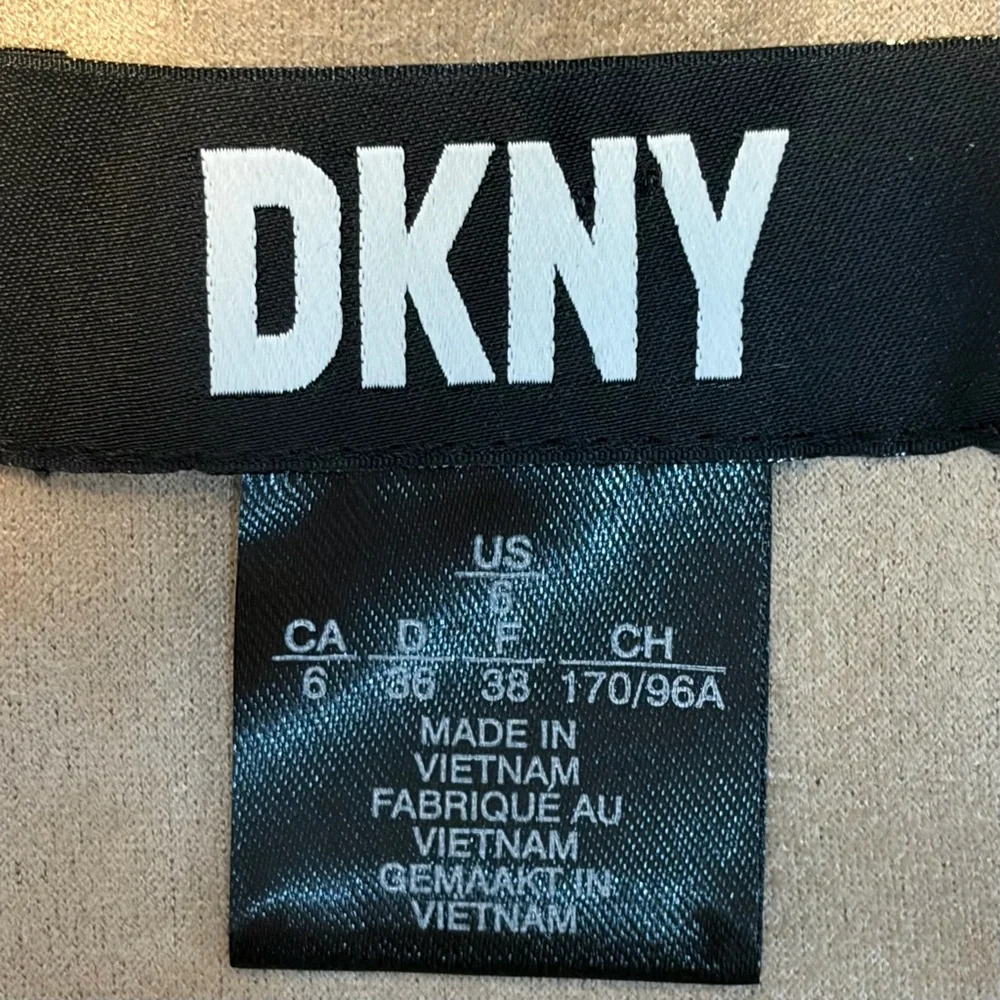 DKNY
US
6
CA D F CH
6 36 38 170/96A
MADE IN
VIETNAM
FABRIQUÉ AU
VIETNAM
GEMAAKT IN
VIETNAM